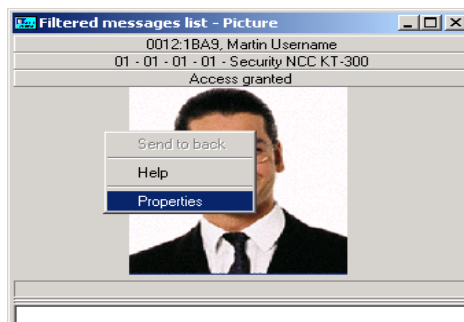 Filtered messages list - Picture
0012:1BA9, Martin Username
01 - 01 - 01 - 01 - Security NCC KT-300
Access granted
Send to back
Help
Properties